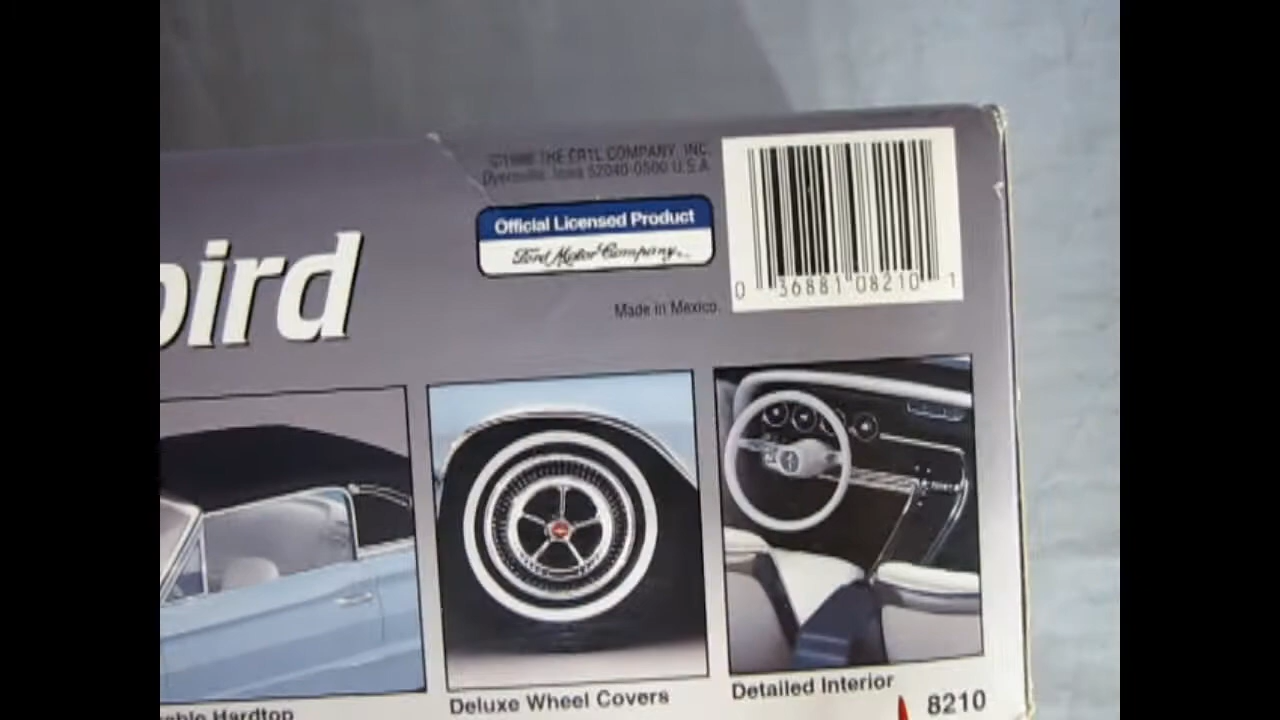 THE ERTL COMPANY, INC.
Dyersville, Iowa 52040-0500 U.S.A
Official Licensed Product
Ford Motor Company
bird
Made in Mexico.
0 36881 08210 1
Hardtop
Deluxe Wheel Covers
Detailed Interior
8210